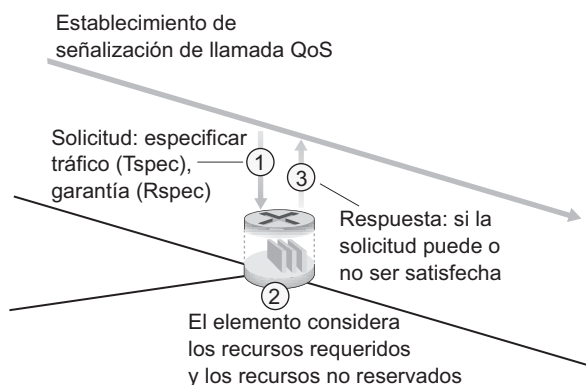 Establecimiento de
señalización de llamada QoS
Solicitud: especificar
tráfico (Tspec),
garantía (Rspec)
1
3
Respuesta: si la
solicitud puede o
no ser satisfecha
2
El elemento considera
los recursos requeridos
y los recursos no reservados